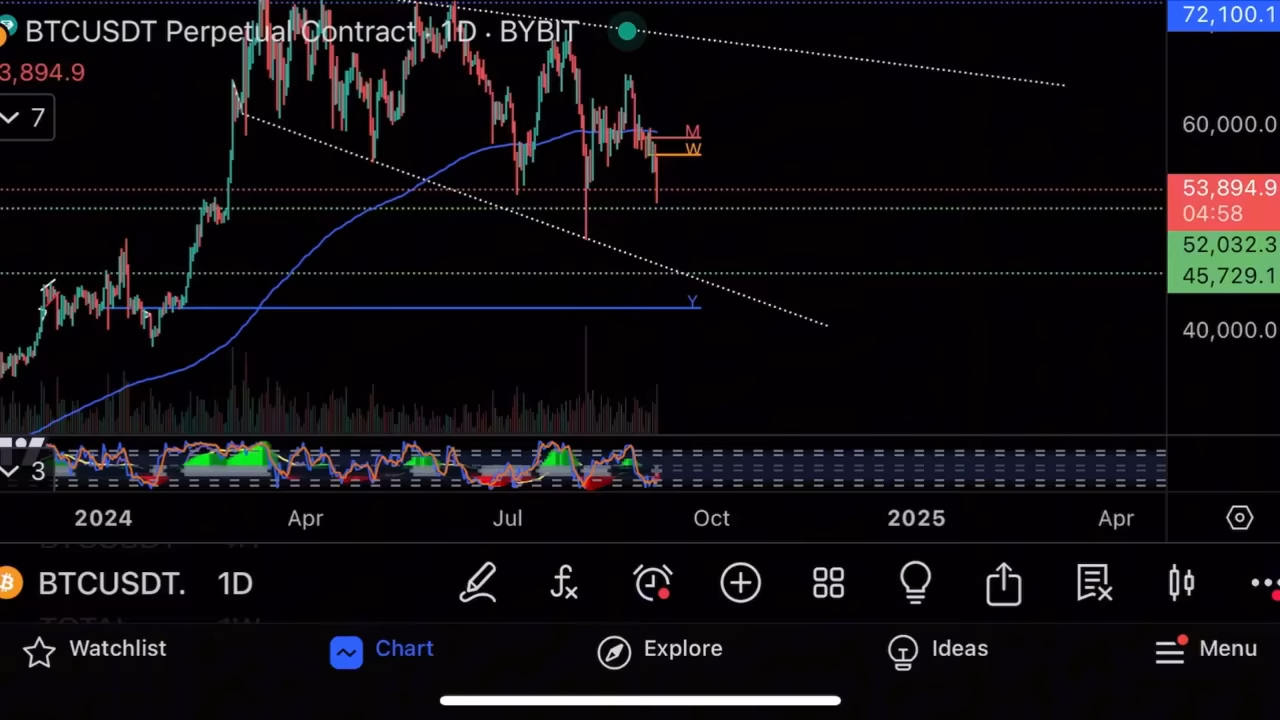 72,100.1
BTCUSDT Perpetual Contract · 1D · BYBIT
3,894.9
7
60,000.0
M
W
53,894.9
04:58
52,032.3
45,729.1
Y
40,000.0
3
2024 Apr Jul Oct 2025 Apr
BTCUSDT. 1D
Watchlist Chart Explore Ideas Menu